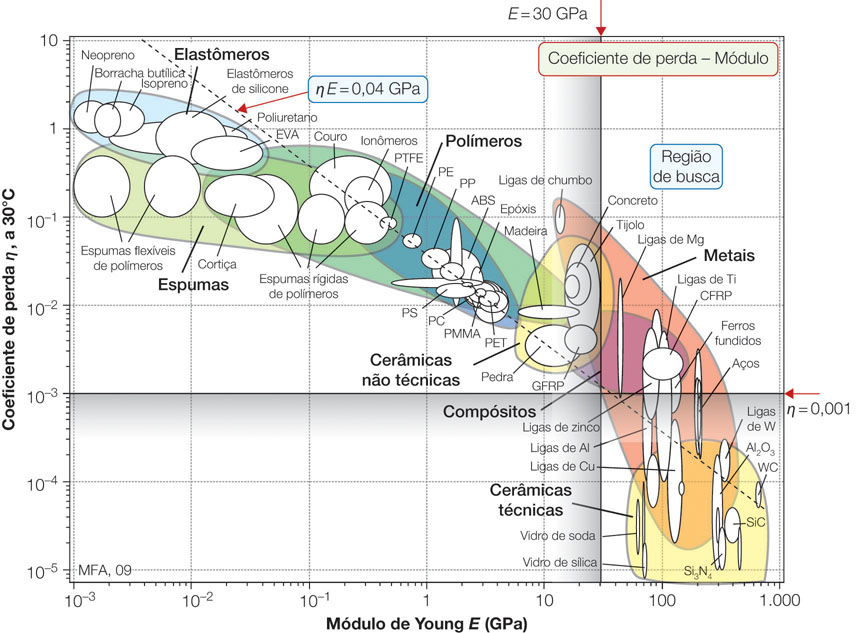 E = 30 GPa
Coeficiente de perda – Módulo
10
1
10⁻¹
10⁻²
10⁻³
10⁻⁴
10⁻⁵
Coeficiente de perda η, a 30°C
Neopreno
Borracha butílica
Isopreno
Elastômeros
Elastômeros
de silicone
ηE = 0,04 GPa
Poliuretano
EVA
Couro
Ionômeros
PTFE
Polímeros
PE
PP
ABS
Epóxis
Madeira
Ligas de chumbo
Região
de busca
Concreto
Tijolo
Ligas de Mg
Metais
Ligas de Ti
CFRP
Ferros
fundidos
Aços
Espumas flexíveis
de polímeros
Cortiça
Espumas
Espumas rígidas
de polímeros
PS
PC
PMMA
PET
Cerâmicas
não técnicas
Pedra
GFRP
Compósitos
η = 0,001
Ligas de zinco
Ligas de Al
Ligas de Cu
Ligas
de W
Al₂O₃
WC
Cerâmicas
técnicas
SiC
Vidro de soda
Vidro de sílica
Si₃N₄
MFA, 09
10⁻³
10⁻²
10⁻¹
1
10
100
1.000
Módulo de Young E (GPa)